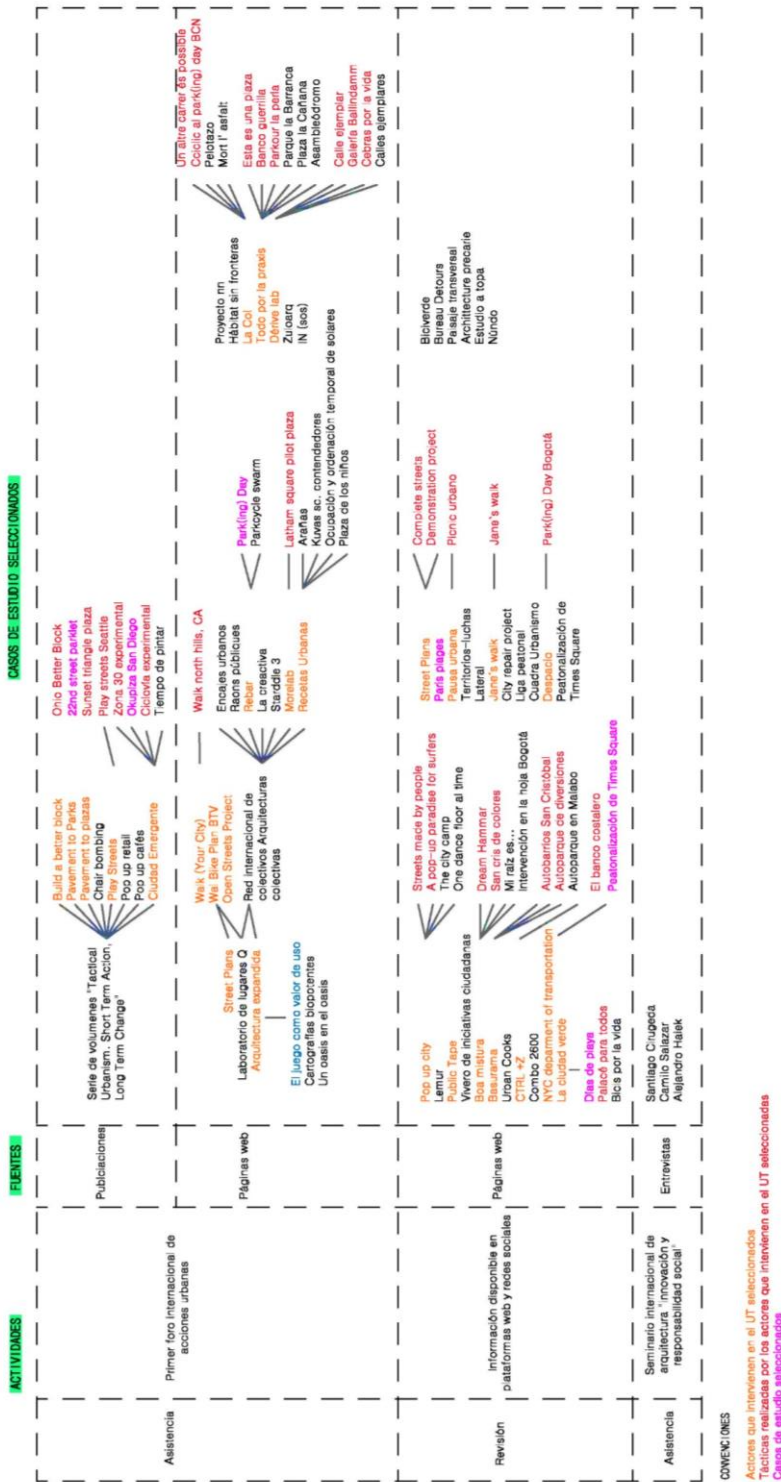 ACTIVIDADES
FUENTES
CASOS DE ESTUDIO SELECCIONADOS
Asistencia
Primer foro internacional de
acciones urbanas
Publciaciones
Serie de volumenes "Tactical
Urbanism. Short Term Action,
Long Term Change"
Build a better block
Pavement to Parks
Pavement to plazas
Chair bombing
Play Streets
Pop up retail
Pop up cafés
Ciudad Emergente
Ohio Better Block
22nd street parklet
Sunset triangle plaza
Play streets Seattle
Zona 30 experimental
Okupiza San Diego
Ciclovía experimental
Tiempo de pintar
Páginas web
Street Plans
Laboratorio de lugares Q
Arquitectura expandida
El juego como valor de uso
Cartografías biopotentes
Un oasis en el oasis
Walk (Your City)
Wal Bike Plan BTV
Open Streets Project
Red internacional de
colectivos Arquitecturas
colectivas
Walk north hills, CA
Encajes urbanos
Raons públiques
Rebar
La creactiva
Starddle 3
Morelab
Recetas Urbanas
Park(ing) Day
Parkcycle swarm
Latham square pilot plaza
Arañas
Kuvas sc. contendedores
Ocupación y ordenación temporal de solares
Plaza de los niños
Proyecto nn
Hábitat sin fronteras
La Col
Todo por la praxis
Dérive lab
Zuloarq
IN (sos)
Un altre carrer és possible
Colclic al park(ing) day BCN
Pelotazo
Mort l' asfalt
Esta es una plaza
Banco guerrilla
Parkour la perla
Parque la Barranca
Plaza la Cañana
Asambleódromo
Calle ejemplar
Galería Ballindamm
Cebras por la vida
Calles ejemplares
Revisión
Información disponible en
plataformas web y redes sociales
Páginas web
Pop up city
Lemur
Public Tape
Vivero de iniciativas ciudadanas
Boa mistura
Basurama
Urban Cooks
CTRL +Z
Combo 2600
NYC deparment of transportation
La ciudad verde
Días de playa
Palacé para todos
Bicis por la vida
Streets made by people
A pop-up paradise for surfers
The city camp
One dance floor al time
Dream Hammar
San cris de colores
Mi raíz es...
Intervención en la hoja Bogotá
Autobarrios San Cristóbal
Autoparque de diversiones
Autoparque en Malabo
El banco costalero
Peatonalización de Times Square
Street Plans
Paris plages
Pausa urbana
Territorios-luchas
Lateral
Jane's walk
City repair project
Liga peatonal
Cuadra Urbanismo
Despacio
Peatonalización de
Times Square
Complete streets
Demonstration project
Picnic urbano
Jane's walk
Park(ing) Day Bogotá
Biciverde
Bureau Detours
Paisaje transversal
Archittecture precarie
Estudio a topa
Núndo
Asistencia
Seminario internacional de
arquitectura "innovación y
responsabilidad social"
Entrevistas
Santiago Cirugeda
Camilo Salazar
Alejandro Haiek
CONVENCIONES
Actores que intervienen en el UT seleccionados
Tácticas realizadas por los actores que intervienen en el UT seleccionadas
Casos de estudio seleccionados